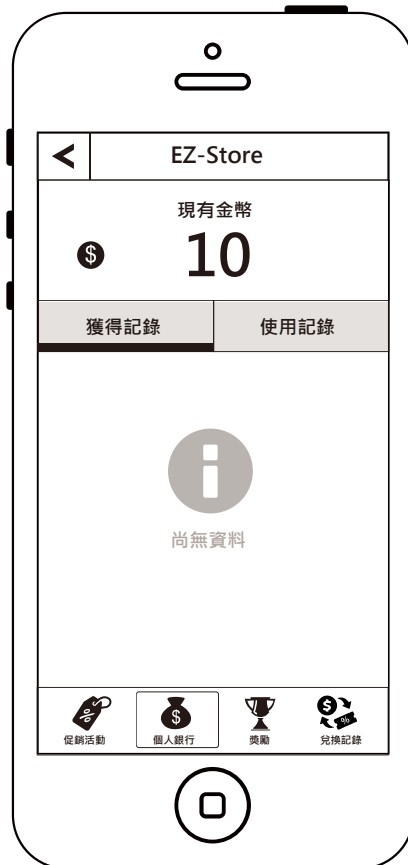 EZ-Store
現有金幣
$ 10
獲得記錄 使用記錄
尚無資料
% $ $ %
促銷活動 個人銀行 獎勵 兌換記錄